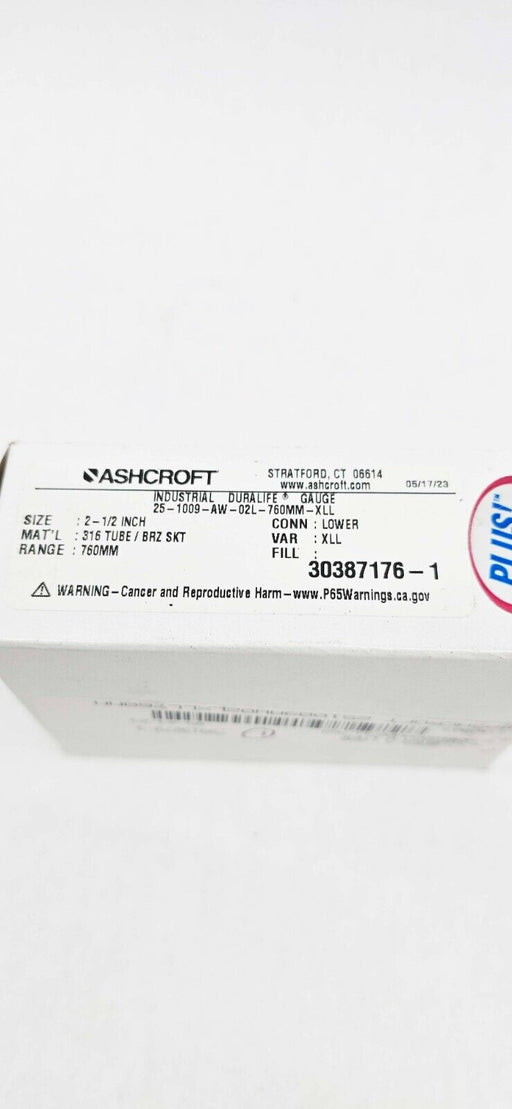 ASHCROFT
STRATFORD, CT 06614
www.ashcroft.com
05/17/23
INDUSTRIAL DURALIFE® GAUGE
25-1009-AW-02L-760MM-XLL
SIZE : 2-1/2 INCH
CONN : LOWER
MAT'L : 316 TUBE / BRZ SKT
VAR : XLL
RANGE : 760MM
FILL :
30387176-1
⚠ WARNING-Cancer and Reproductive Harm-www.P65Warnings.ca.gov
PLUS!™